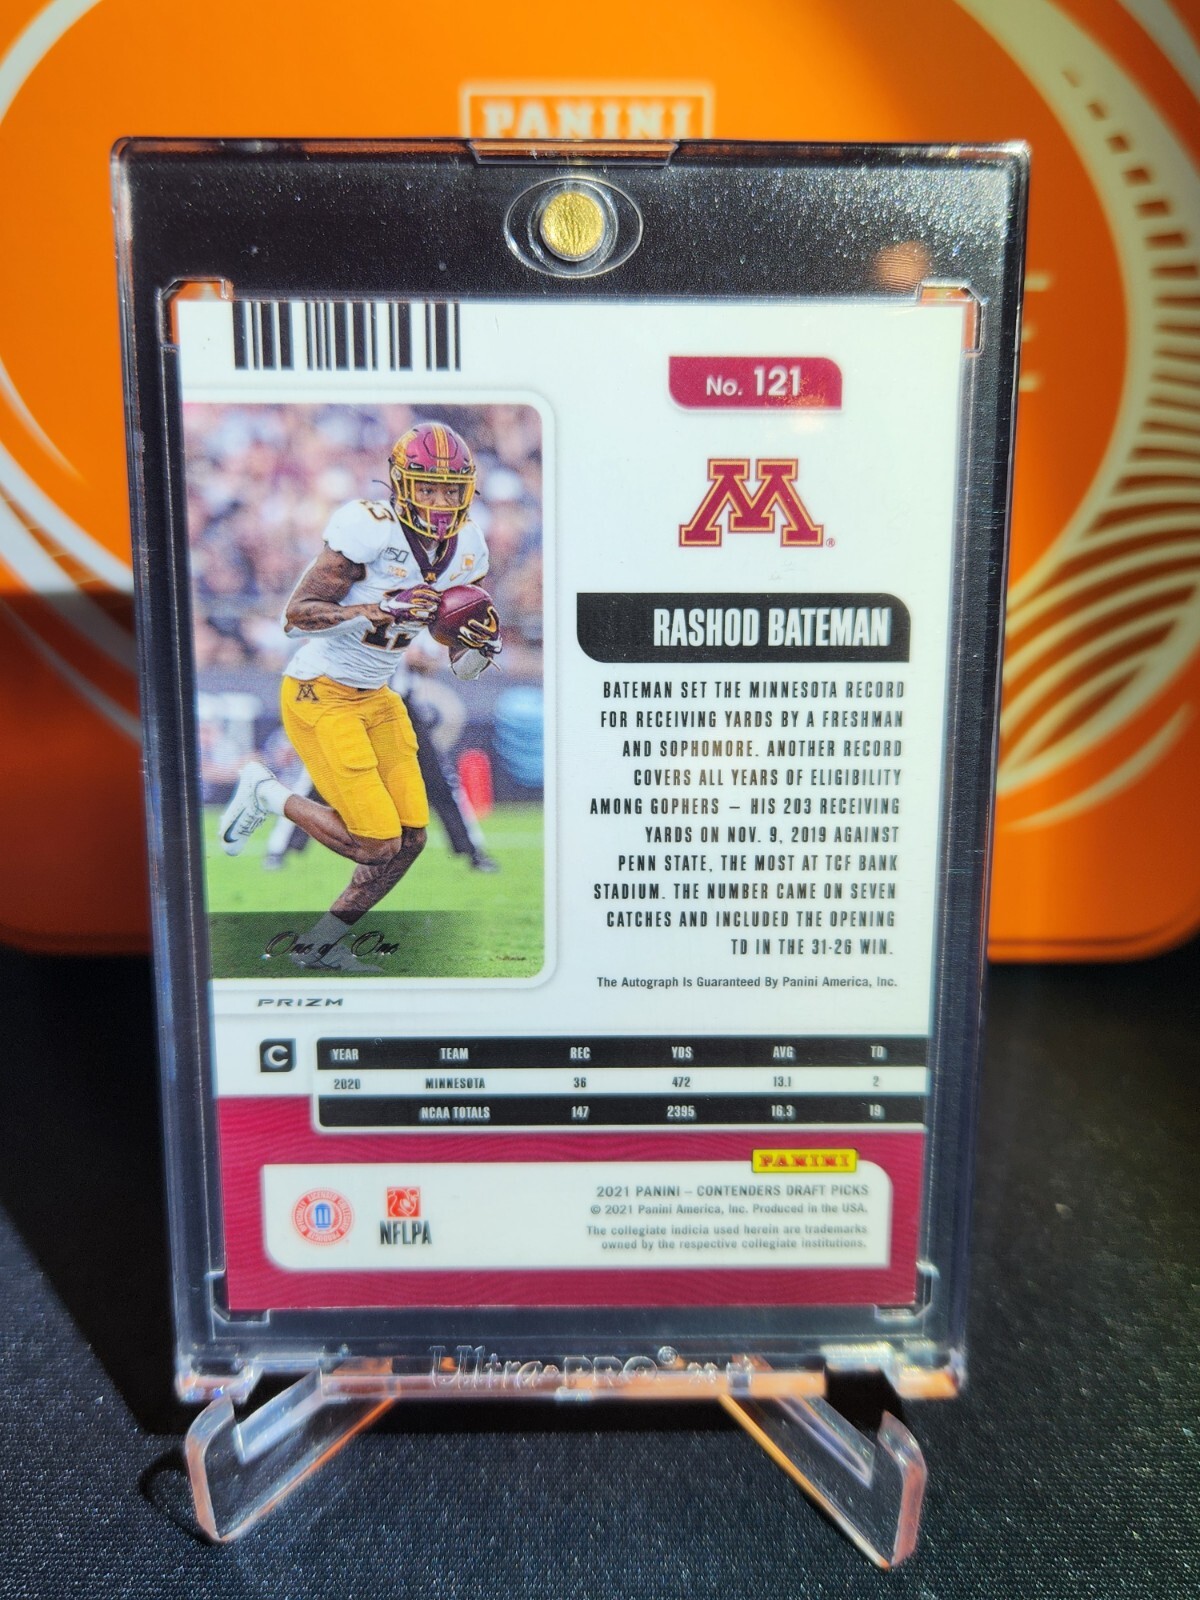 PANINI
No. 121
M
®
RASHOD BATEMAN
BATEMAN SET THE MINNESOTA RECORD
FOR RECEIVING YARDS BY A FRESHMAN
AND SOPHOMORE. ANOTHER RECORD
COVERS ALL YEARS OF ELIGIBILITY
AMONG GOPHERS – HIS 203 RECEIVING
YARDS ON NOV. 9, 2019 AGAINST
PENN STATE, THE MOST AT TCF BANK
STADIUM. THE NUMBER CAME ON SEVEN
CATCHES AND INCLUDED THE OPENING
TD IN THE 31-26 WIN.
The Autograph Is Guaranteed By Panini America, Inc.
13
150
M
One of One
PRIZM
C YEAR TEAM REC YDS AVG TD
2020 MINNESOTA 36 472 13.1 2
NCAA TOTALS 147 2395 16.3 19
PANINI
2021 PANINI – CONTENDERS DRAFT PICKS
© 2021 Panini America, Inc. Produced in the USA.
The collegiate indicia used herein are trademarks
owned by the respective collegiate institutions.
NFLPA
Ultra·PRO®